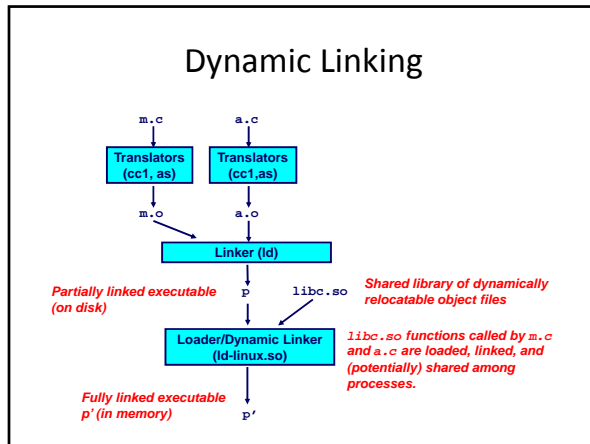 Dynamic Linking
m.c
a.c
Translators
(cc1, as)
Translators
(cc1,as)
m.o
a.o
Linker (ld)
Partially linked executable
(on disk)
p
libc.so
Shared library of dynamically
relocatable object files
Loader/Dynamic Linker
(ld-linux.so)
libc.so functions called by m.c
and a.c are loaded, linked, and
(potentially) shared among
processes.
Fully linked executable
p’ (in memory)
p’